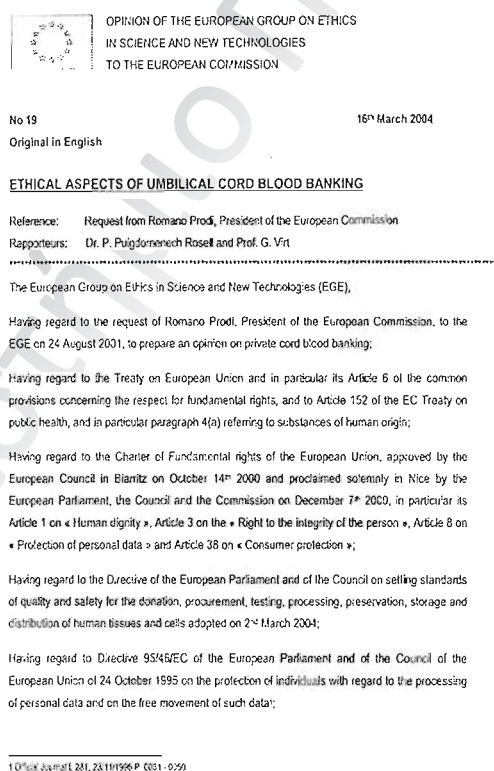 OPINION OF THE EUROPEAN GROUP ON ETHICS
IN SCIENCE AND NEW TECHNOLOGIES
TO THE EUROPEAN COMMISSION
No 19
16th March 2004
Original in English
ETHICAL ASPECTS OF UMBILICAL CORD BLOOD BANKING
Reference: Request from Romano Prodi, President of the European Commission
Rapporteurs: Dr. P. Puigdomenech Rosell and Prof. G. Virt
The European Group on Ethics in Science and New Technologies (EGE),
Having regard to the request of Romano Prodi, President of the European Commission, to the
EGE on 24 August 2001, to prepare an opinion on private cord blood banking;
Having regard to the Treaty on European Union and in particular its Article 6 of the common
provisions concerning the respect for fundamental rights, and to Article 152 of the EC Treaty on
public health, and in particular paragraph 4(a) referring to substances of human origin;
Having regard to the Charter of Fundamental rights of the European Union, approved by the
European Council in Biarritz on October 14th 2000 and proclaimed solemnly in Nice by the
European Parliament, the Council and the Commission on December 7th 2000, in particular its
Article 1 on « Human dignity », Article 3 on the « Right to the integrity of the person », Article 8 on
« Protection of personal data » and Article 38 on « Consumer protection »;
Having regard to the Directive of the European Parliament and of the Council on setting standards
of quality and safety for the donation, procurement, testing, processing, preservation, storage and
distribution of human tissues and cells adopted on 2nd March 2004;
Having regard to Directive 95/46/EC of the European Parliament and of the Council of the
European Union of 24 October 1995 on the protection of individuals with regard to the processing
of personal data and on the free movement of such data¹;
1 Official Journal L 281, 23/11/1995 P. 0031 - 0050